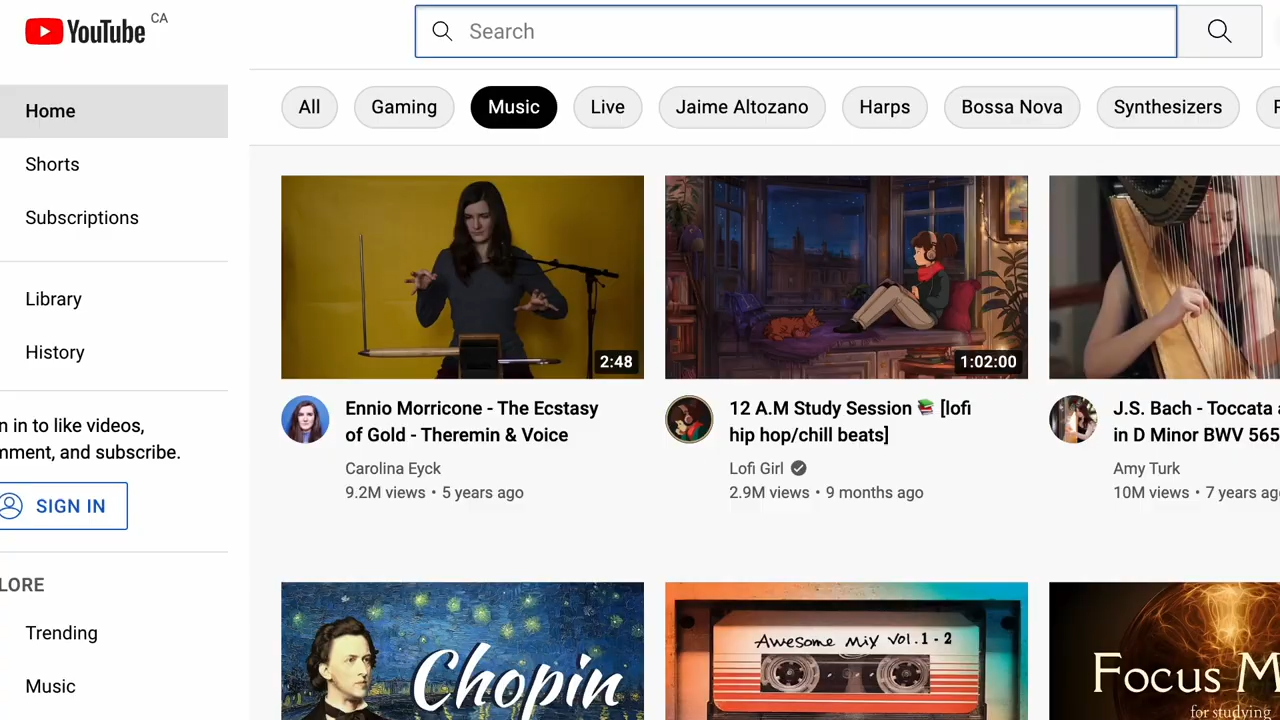 YouTube CA
Search
Home
Shorts
Subscriptions
Library
History
n in to like videos,
mment, and subscribe.
SIGN IN
LORE
Trending
Music
All Gaming Music Live Jaime Altozano Harps Bossa Nova Synthesizers
2:48
Ennio Morricone - The Ecstasy
of Gold - Theremin & Voice
Carolina Eyck
9.2M views • 5 years ago
1:02:00
12 A.M Study Session 📚 [lofi
hip hop/chill beats]
Lofi Girl
2.9M views • 9 months ago
J.S. Bach - Toccata a
in D Minor BWV 565
Amy Turk
10M views • 7 years ag
Chopin
Awesome Mix Vol. 1-2
Focus M
for studying